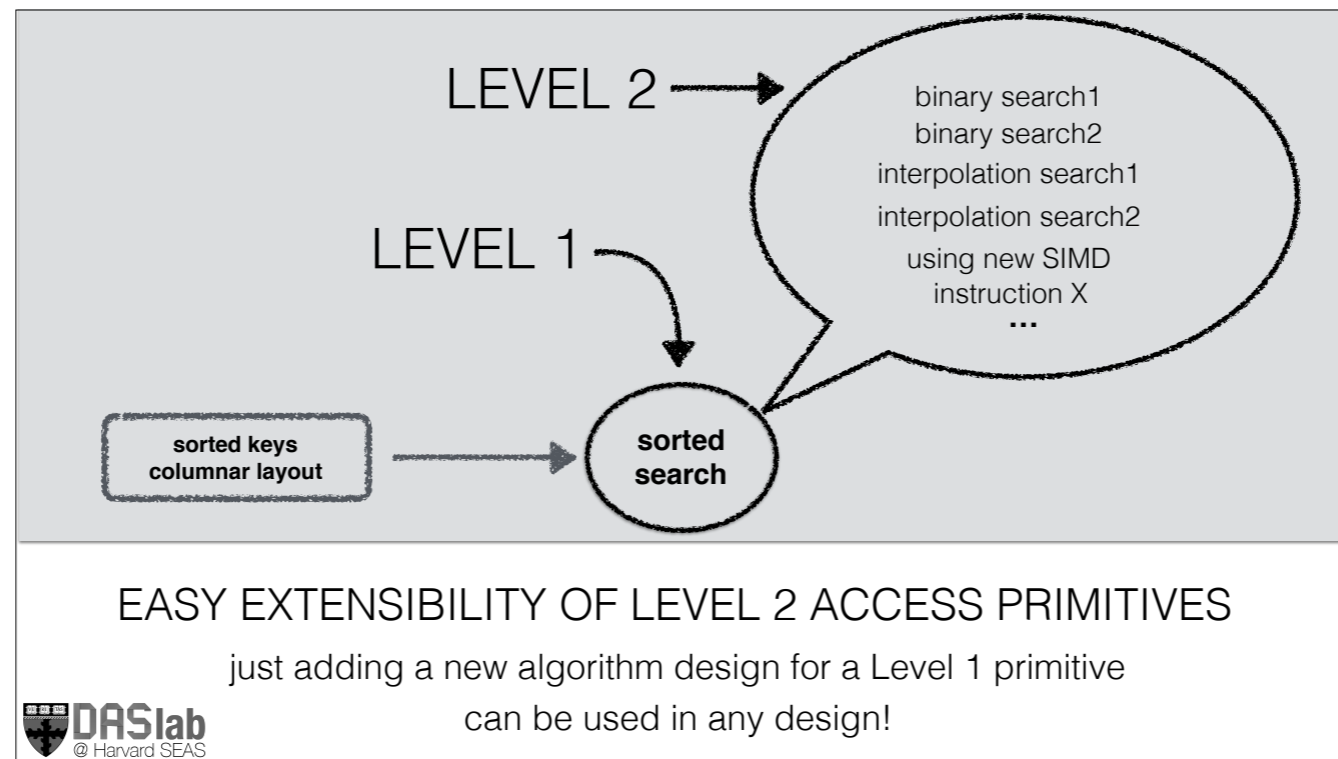 LEVEL 2
binary search1
binary search2
interpolation search1
interpolation search2
using new SIMD
instruction X
...
LEVEL 1
sorted keys
columnar layout
sorted
search
EASY EXTENSIBILITY OF LEVEL 2 ACCESS PRIMITIVES
just adding a new algorithm design for a Level 1 primitive
can be used in any design!
DASlab
@ Harvard SEAS